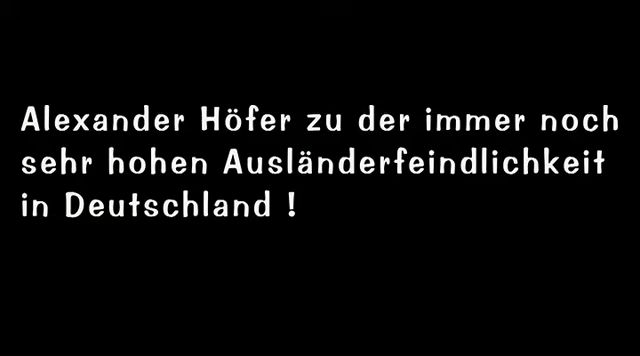 Alexander Höfer zu der immer noch
sehr hohen Ausländerfeindlichkeit
in Deutschland !